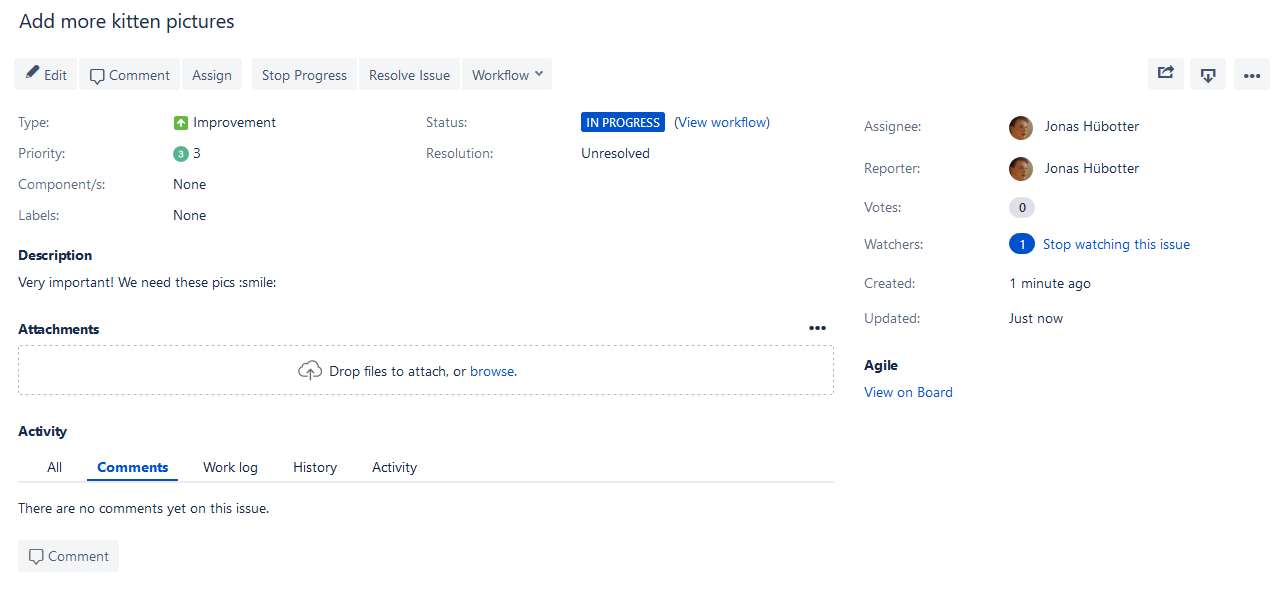 Add more kitten pictures
Edit Comment Assign Stop Progress Resolve Issue Workflow
Type: Improvement Status: IN PROGRESS (View workflow)
Priority: 3 3 Resolution: Unresolved
Component/s: None
Labels: None
Description
Very important! We need these pics :smile:
Attachments
Drop files to attach, or browse.
Activity
All Comments Work log History Activity
There are no comments yet on this issue.
Comment
Assignee: Jonas Hübotter
Reporter: Jonas Hübotter
Votes: 0
Watchers: 1 Stop watching this issue
Created: 1 minute ago
Updated: Just now
Agile
View on Board